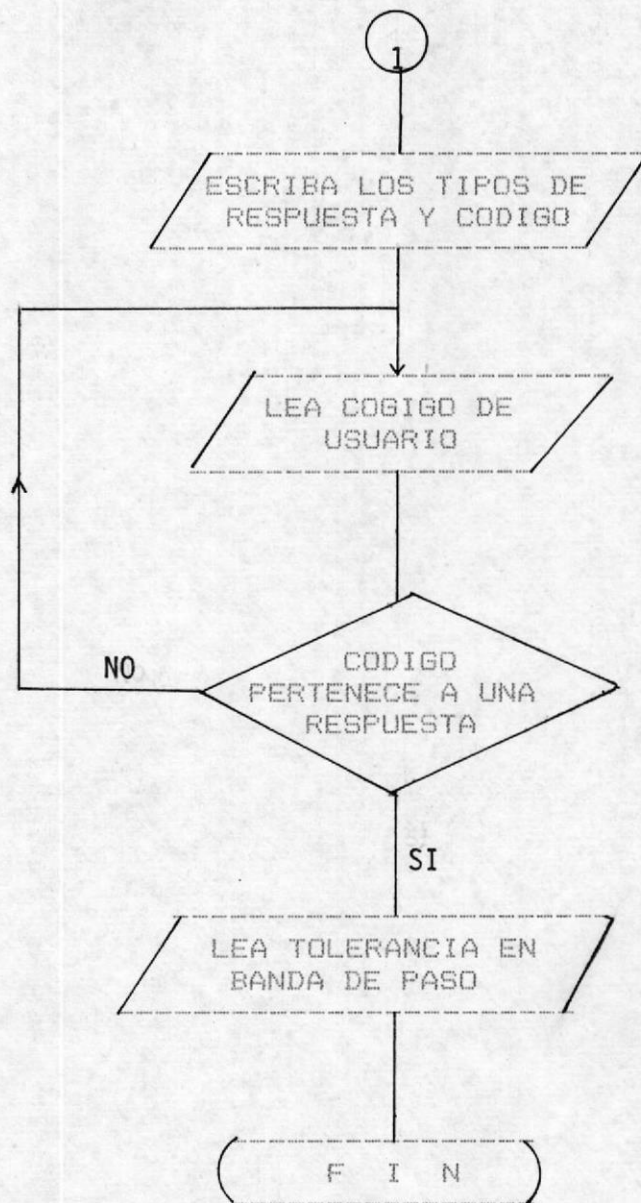 1
ESCRIBA LOS TIPOS DE
RESPUESTA Y CODIGO
LEA COGIGO DE
USUARIO
NO
CODIGO
PERTENECE A UNA
RESPUESTA
SI
LEA TOLERANCIA EN
BANDA DE PASO
F I N